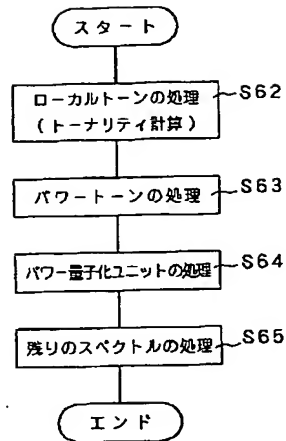 スタート
ローカルトーンの処理
(トーナリティ計算)
S62
パワートーンの処理
S63
パワー量子化ユニットの処理
S64
残りのスペクトルの処理
S65
エンド